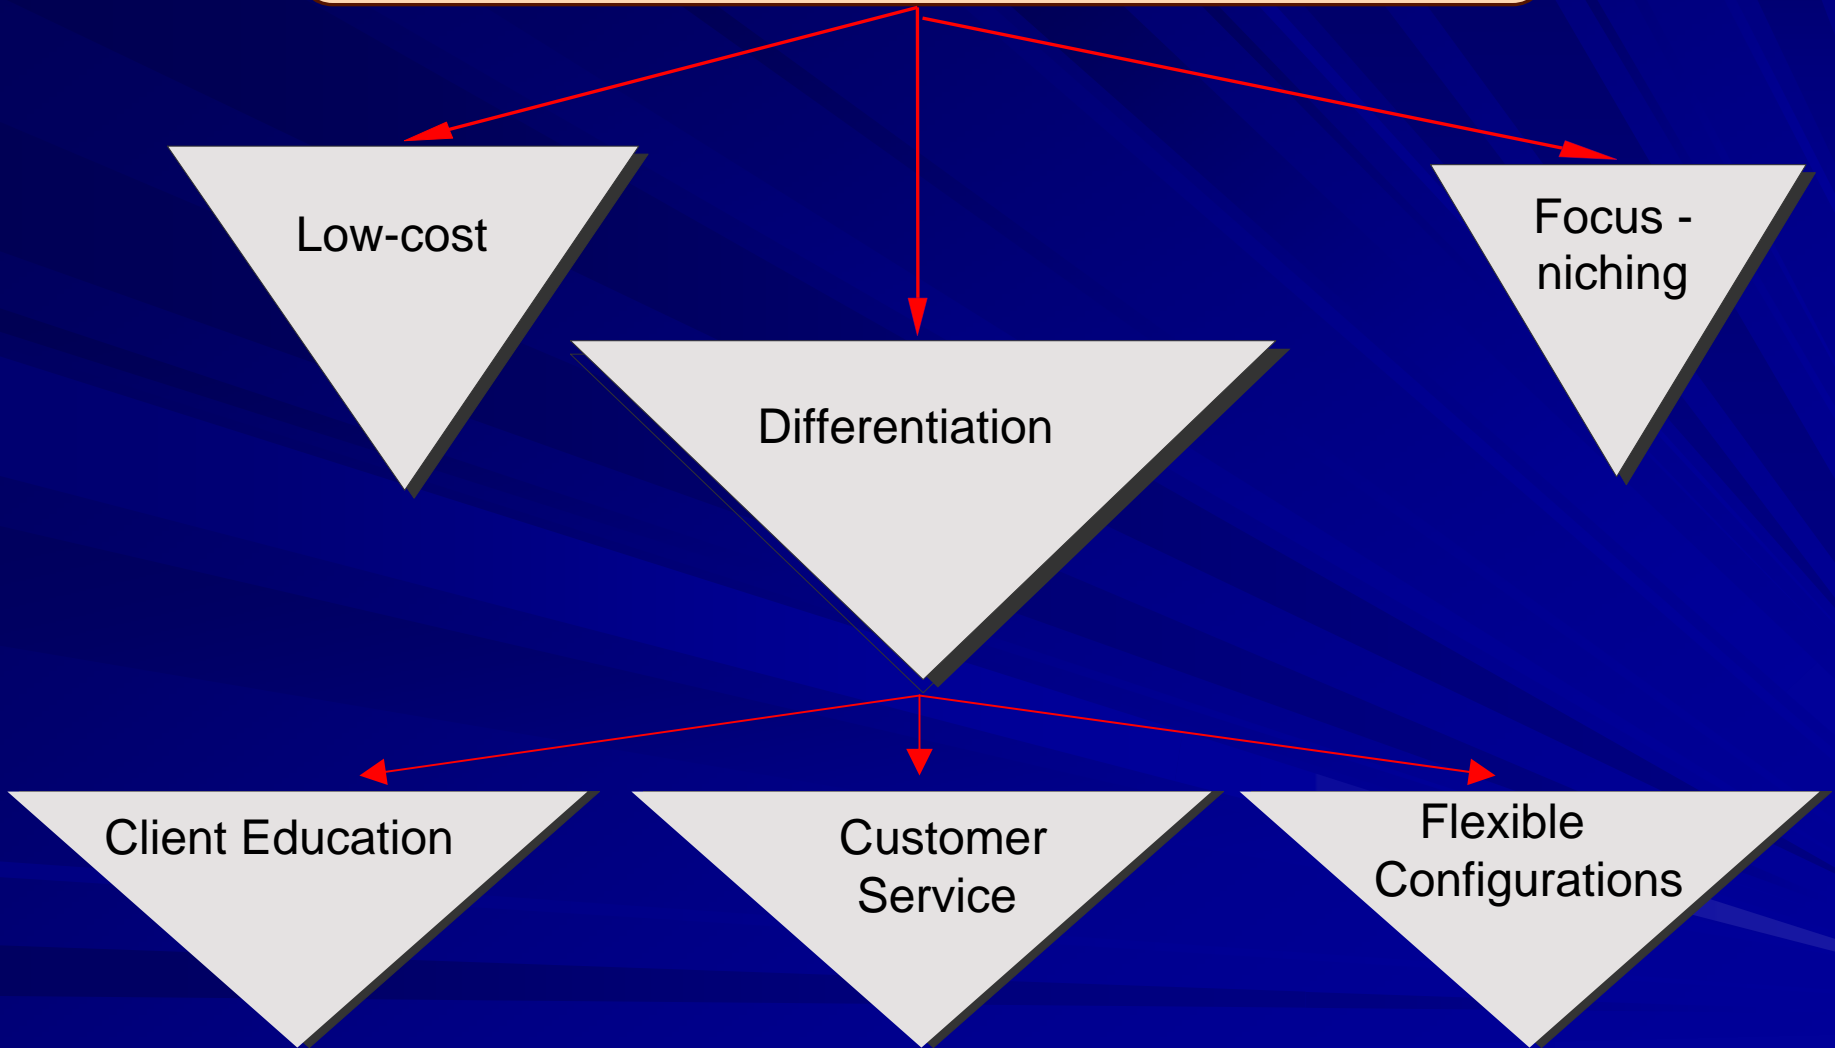 Low-cost
Focus -
niching
Differentiation
Client Education
Customer
Service
Flexible
Configurations